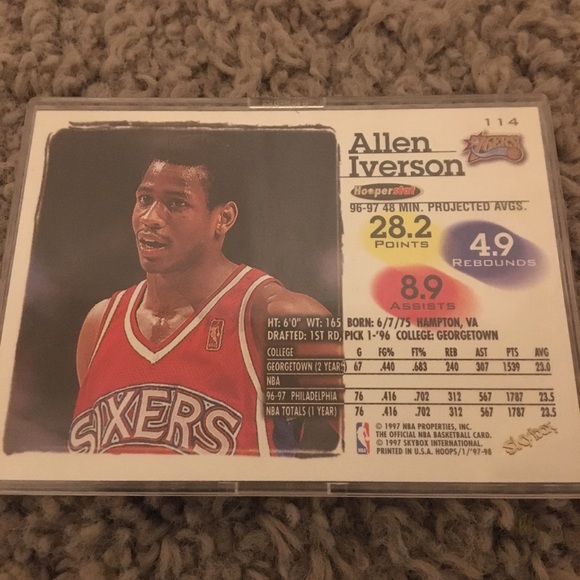 114
Allen
Iverson
SIXERS
Hooperstat
96-97 48 MIN. PROJECTED AVGS.
28.2
POINTS
4.9
REBOUNDS
8.9
ASSISTS
HT: 6'0" WT: 165 BORN: 6/7/75 HAMPTON, VA
DRAFTED: 1ST RD, PICK 1-'96 COLLEGE: GEORGETOWN
COLLEGE G FG% FT% REB AST PTS AVG
GEORGETOWN (2 YEARS) 67 .440 .683 240 307 1539 23.0
NBA
96-97 PHILADELPHIA 76 .416 .702 312 567 1787 23.5
NBA TOTALS (1 YEAR) 76 .416 .702 312 567 1787 23.5
SIXERS
NBA
© 1997 NBA PROPERTIES, INC.
THE OFFICIAL NBA BASKETBALL CARD.
© 1997 SKYBOX INTERNATIONAL.
PRINTED IN U.S.A. HOOPS/1/'97-98
SkyBox